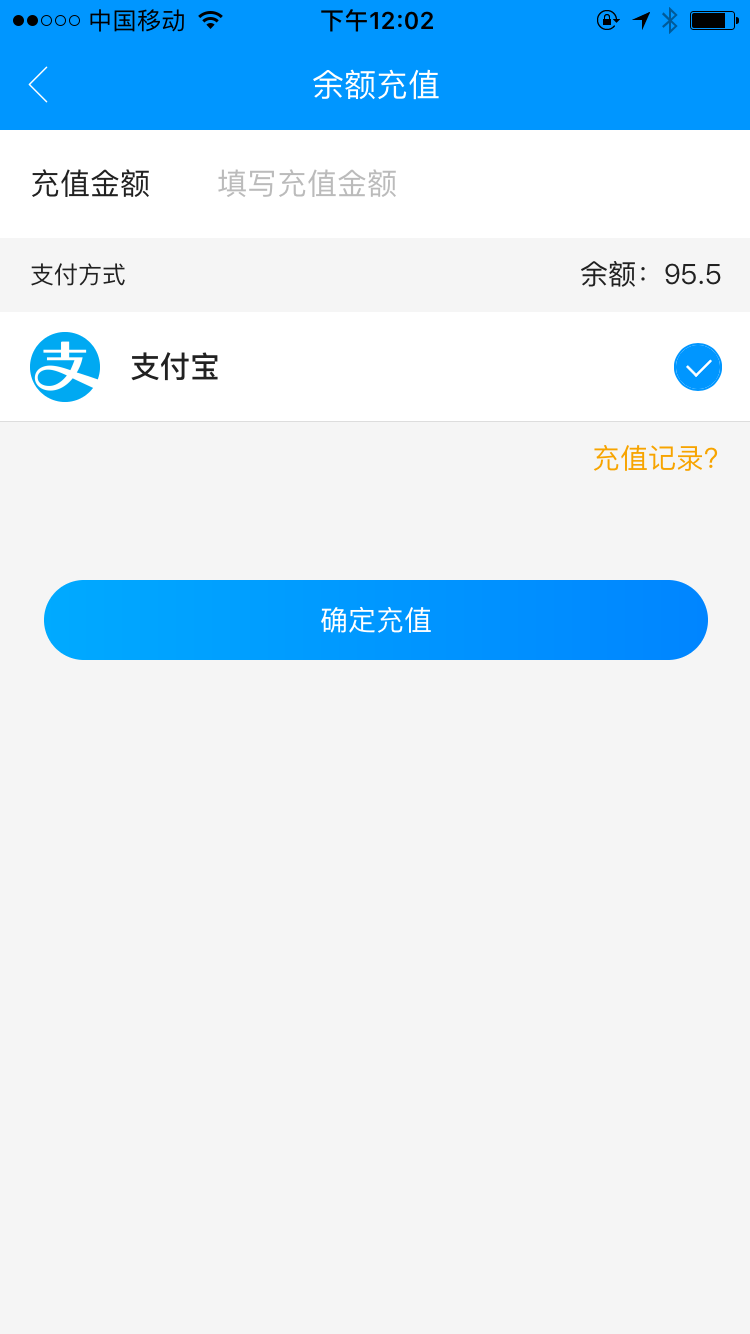 中国移动 下午12:02
余额充值
充值金额 填写充值金额
支付方式 余额：95.5
支 支付宝
充值记录?
确定充值